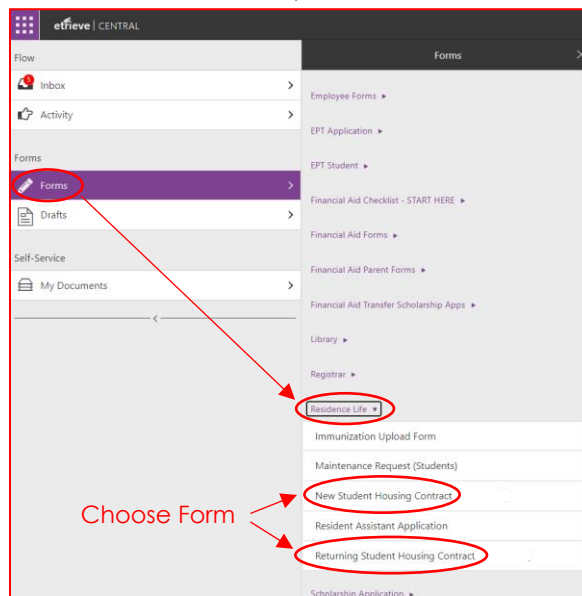 etrieve | CENTRAL
Flow
Inbox
Activity
Forms
Forms
Drafts
Self-Service
My Documents
Choose Form
Forms
Employee Forms
EPT Application
EPT Student
Financial Aid Checklist - START HERE
Financial Aid Forms
Financial Aid Parent Forms
Financial Aid Transfer Scholarship Apps
Library
Registrar
Residence Life
Immunization Upload Form
Maintenance Request (Students)
New Student Housing Contract
Resident Assistant Application
Returning Student Housing Contract
Scholarship Application